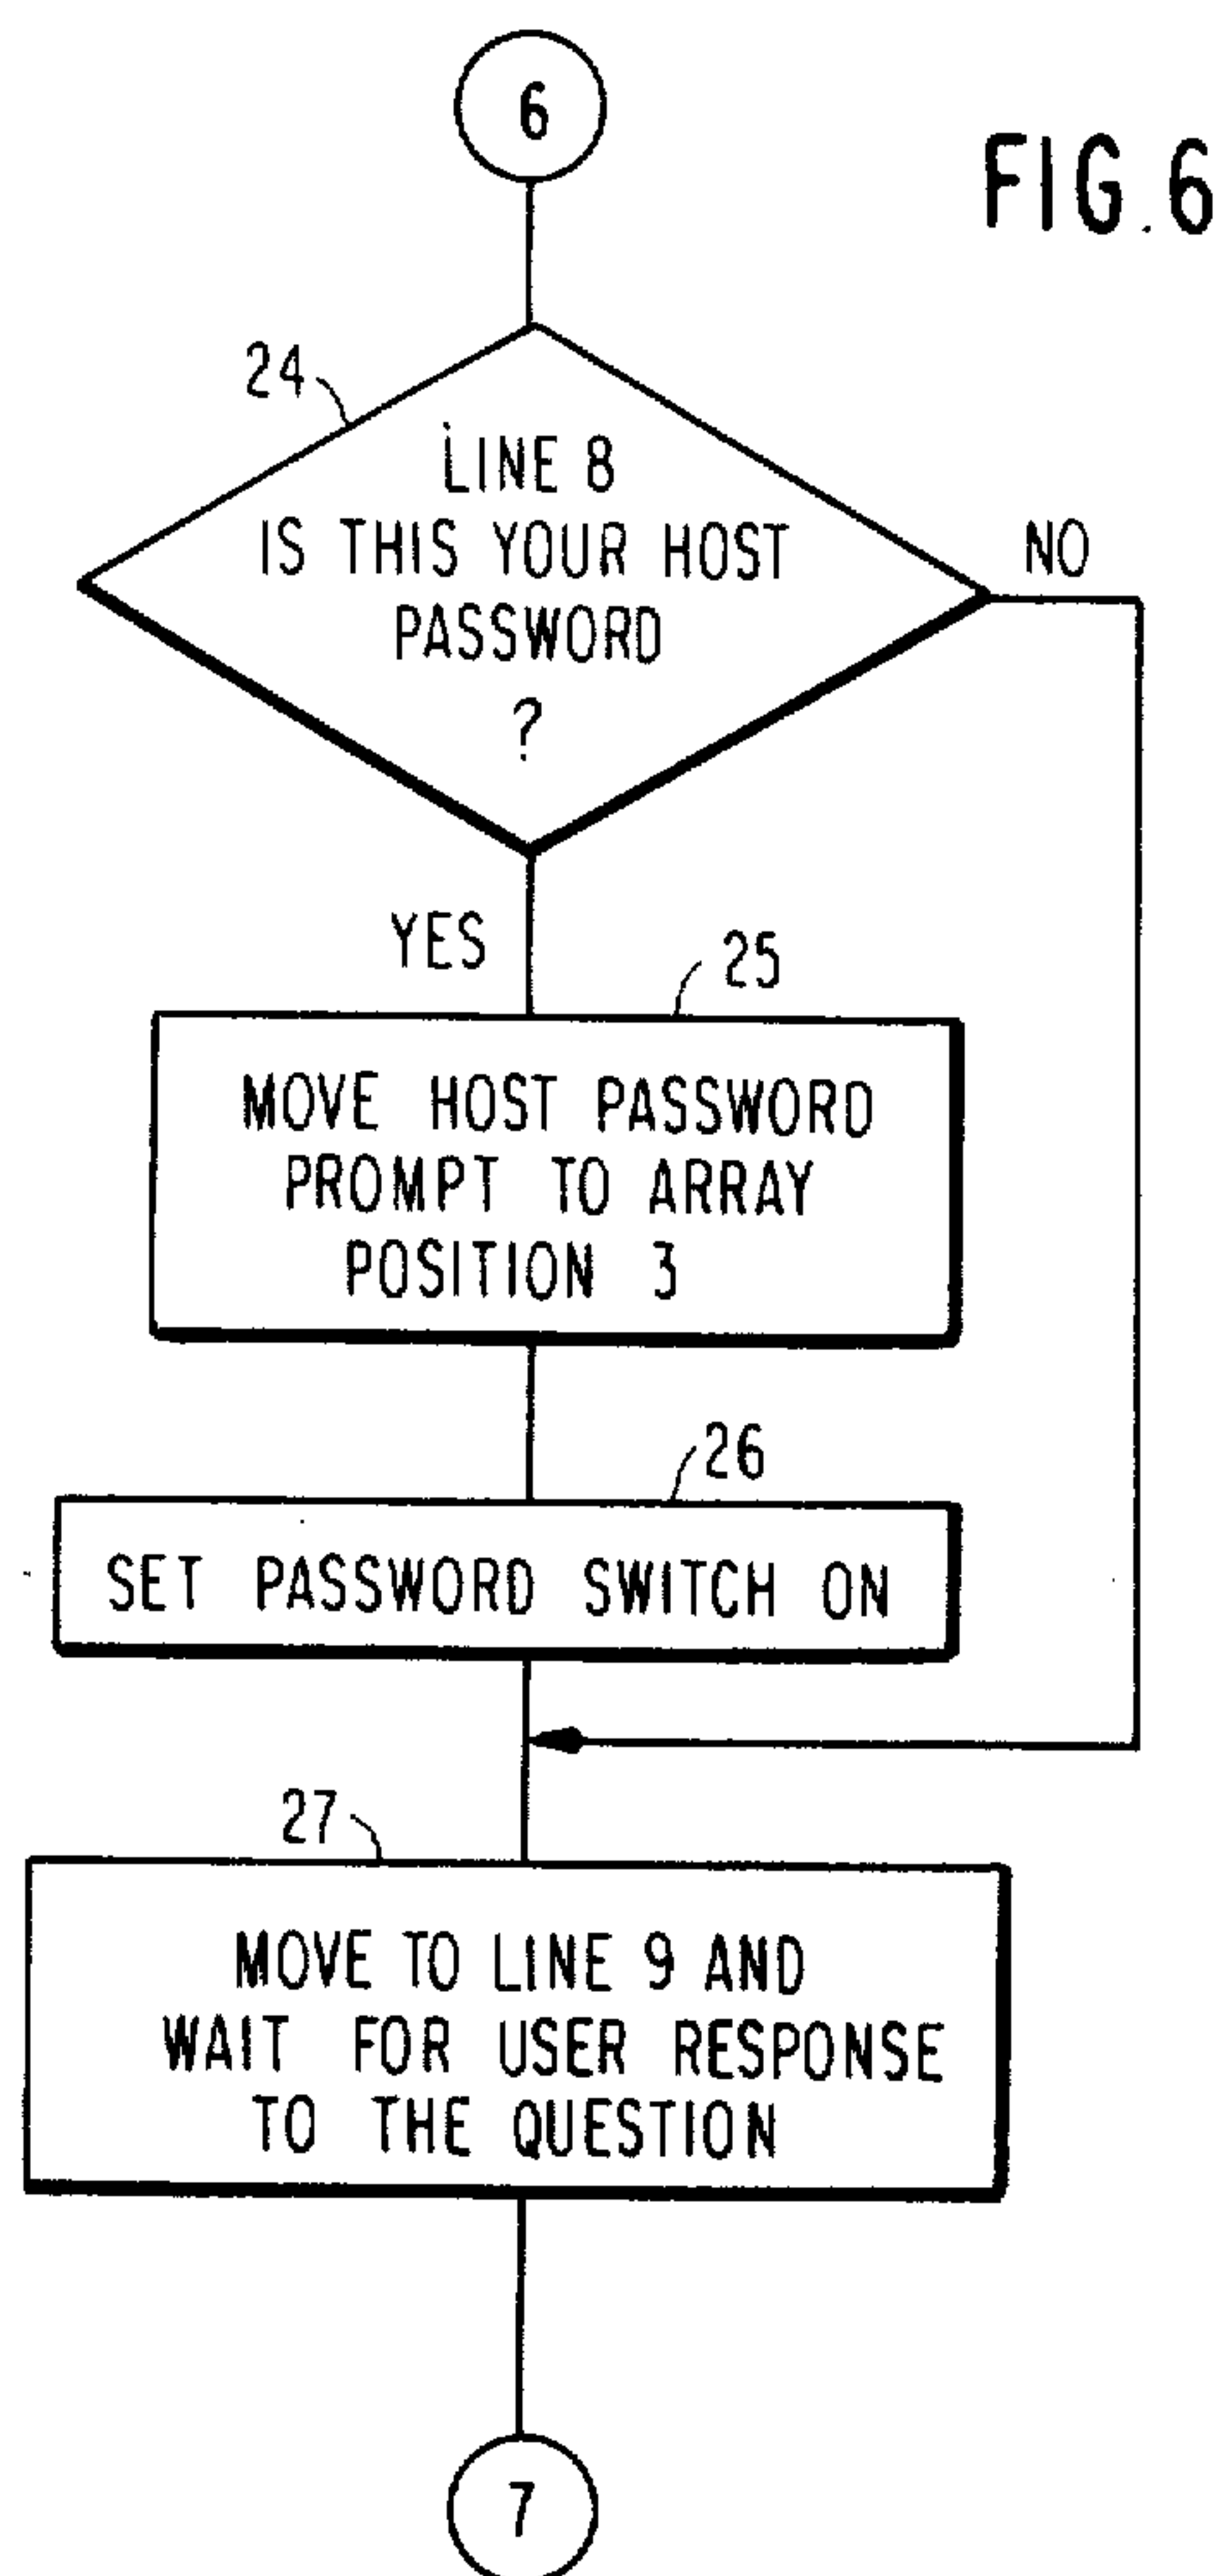 6
FIG. 6
24
LINE 8
IS THIS YOUR HOST
PASSWORD
?
NO
YES
25
MOVE HOST PASSWORD
PROMPT TO ARRAY
POSITION 3
26
SET PASSWORD SWITCH ON
27
MOVE TO LINE 9 AND
WAIT FOR USER RESPONSE
TO THE QUESTION
7